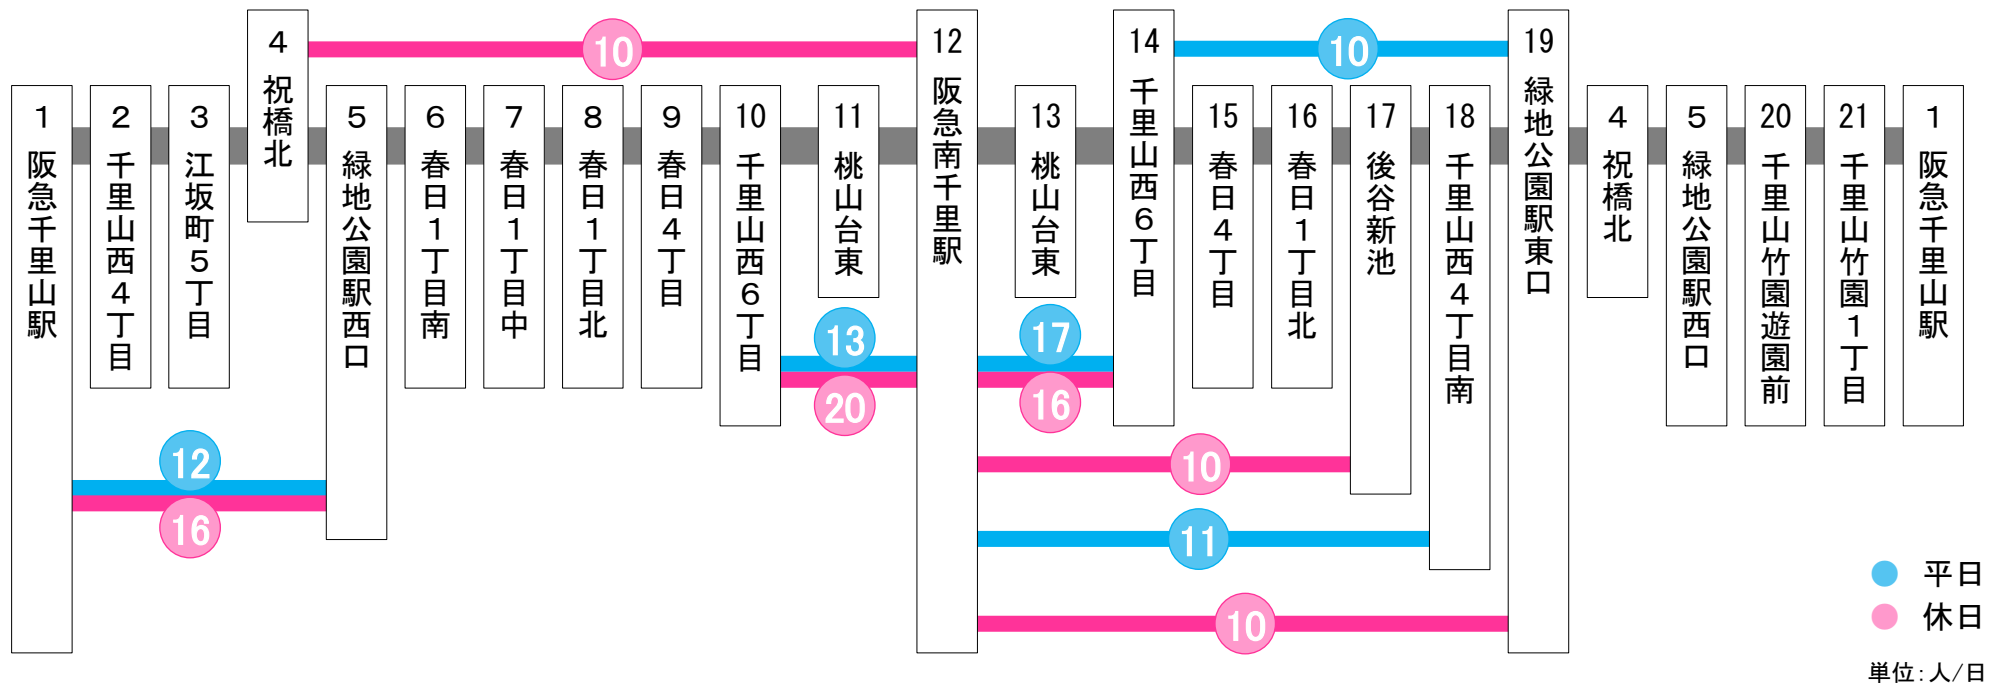 1 阪急千里山駅
2 千里山西4丁目
3 江坂町5丁目
4 祝橋北
5 緑地公園駅西口
6 春日1丁目南
7 春日1丁目中
8 春日1丁目北
9 春日4丁目
10 千里山西6丁目
11 桃山台東
12 阪急南千里駅
13 桃山台東
14 千里山西6丁目
15 春日4丁目
16 春日1丁目北
17 後谷新池
18 千里山西4丁目南
19 緑地公園駅東口
4 祝橋北
5 緑地公園駅西口
20 千里山竹園遊園前
21 千里山竹園1丁目
1 阪急千里山駅
10
10
13
20
17
16
12
16
10
11
10
平日
休日
単位:人/日